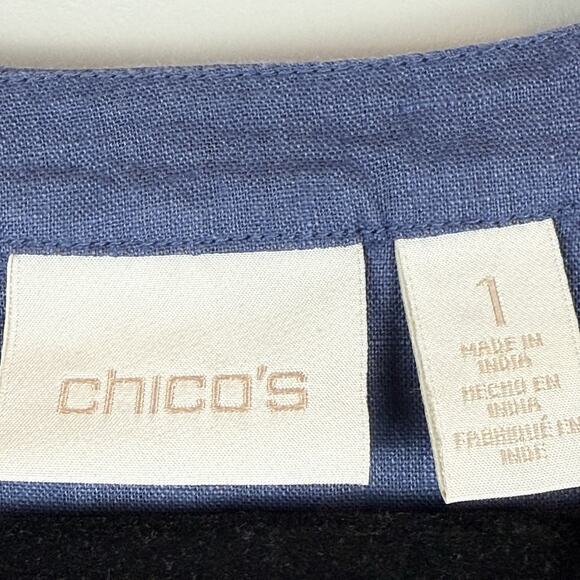 chico's
1
MADE IN
INDIA
HECHO EN
INDIA
FABRIQUÉ EN
INDE